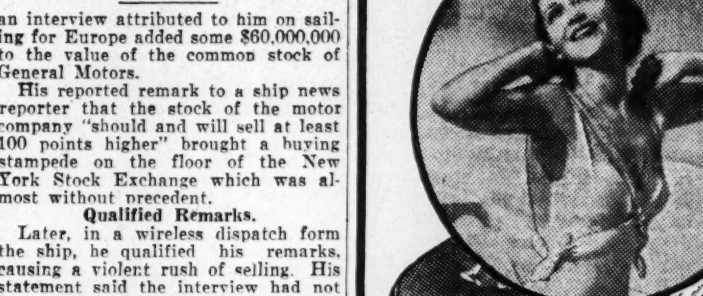 an interview attributed to him on sail-
ing for Europe added some $60,000,000
to the value of the common stock of
General Motors.
His reported remark to a ship news
reporter that the stock of the motor
company "should and will sell at least
100 points higher" brought a buying
stampede on the floor of the New
York Stock Exchange which was al-
most without precedent.
Qualified Remarks.
Later, in a wireless dispatch form
the ship, he qualified his remarks,
causing a violent rush of selling. His
statement said the interview had not